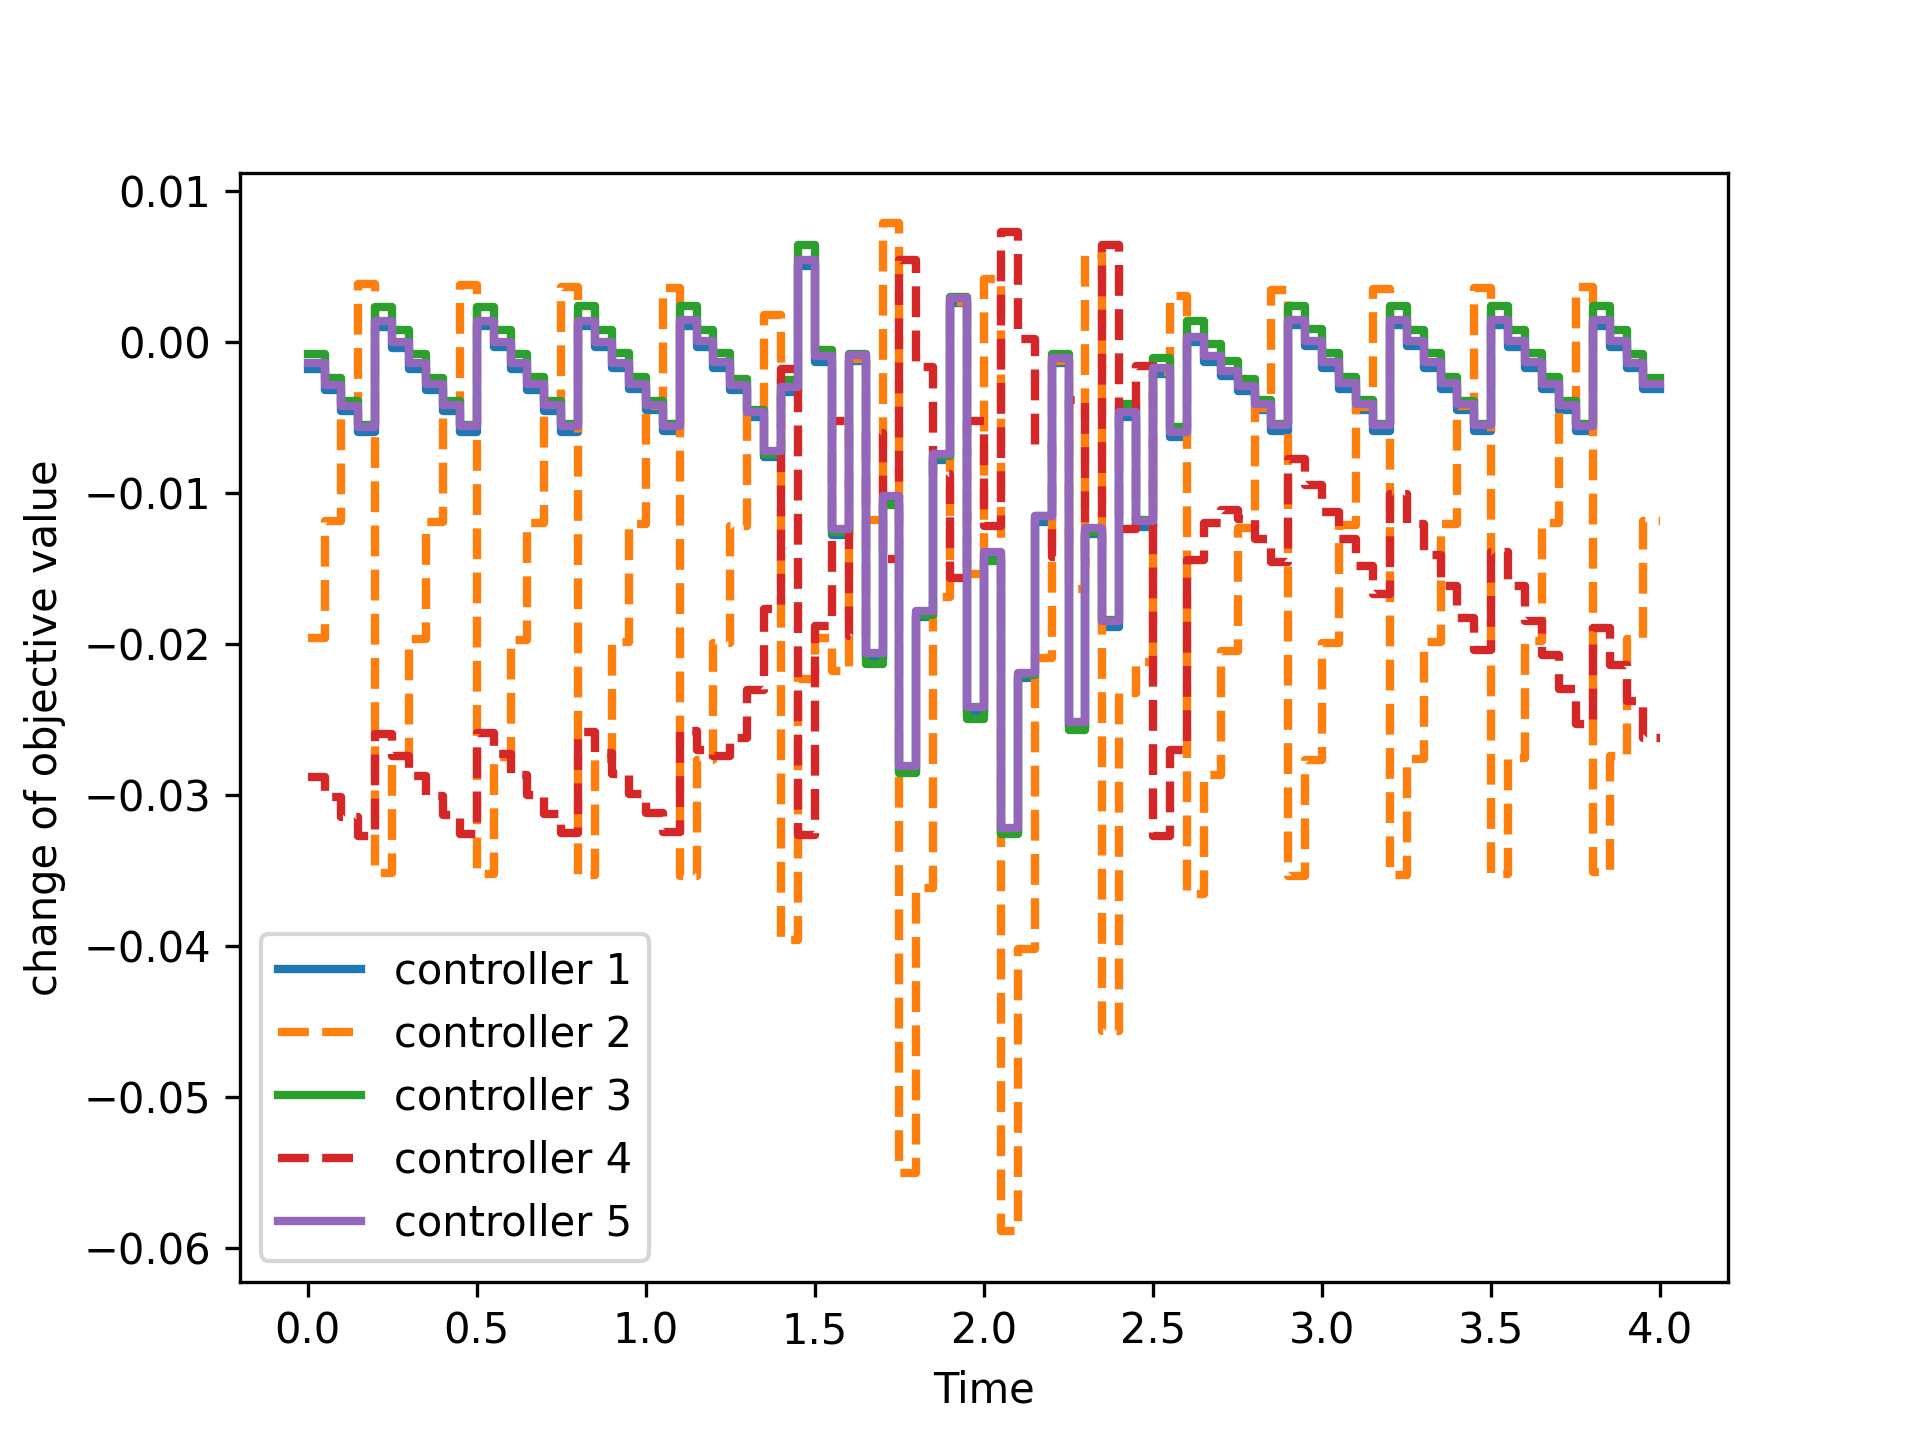 0.01
0.00
−0.01
−0.02
−0.03
−0.04
−0.05
−0.06
change of objective value
controller 1
controller 2
controller 3
controller 4
controller 5
0.0 0.5 1.0 1.5 2.0 2.5 3.0 3.5 4.0
Time